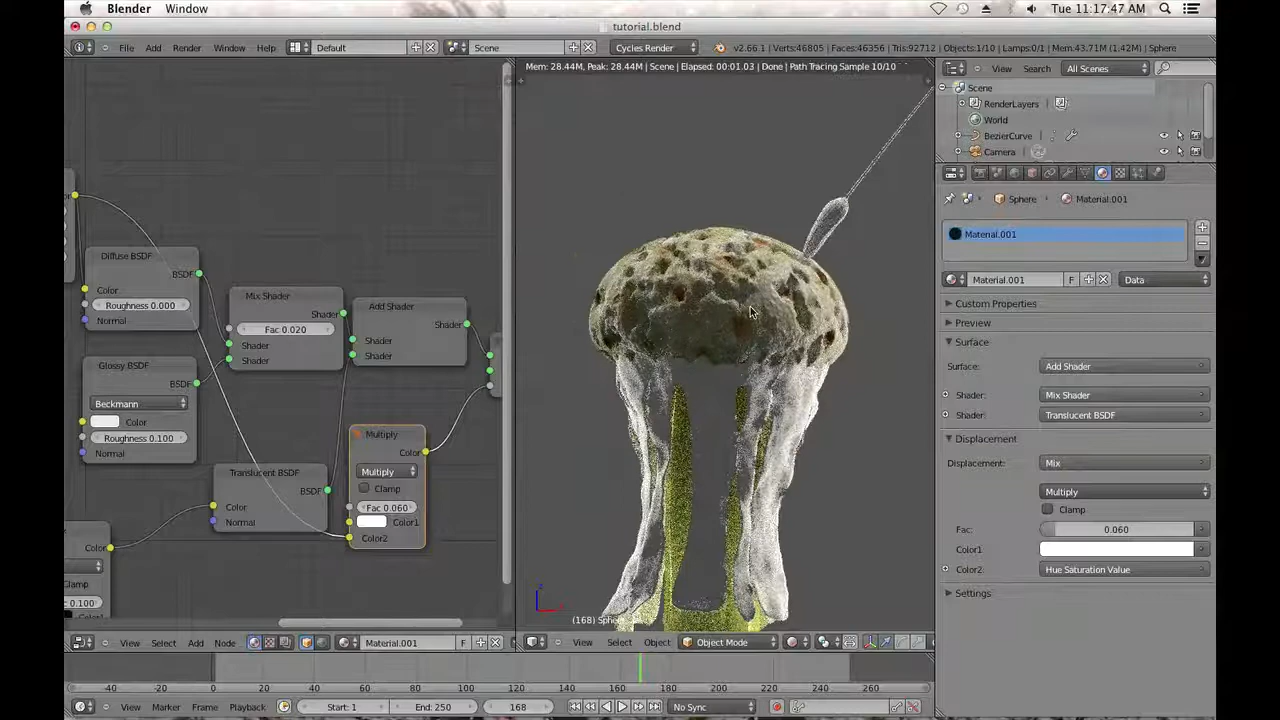 Blender Window Tue 11:17:47 AM
tutorial.blend
File Add Render Window Help Default Scene Cycles Render v2.66.1 | Verts:46805 | Faces:46356 | Tris:92712 | Objects:1/10 | Lamps:0/1 | Mem:43.71M (1.42M) | Sphere
Mem: 28.44M, Peak: 28.44M | Scene | Elapsed: 00:01.03 | Done | Path Tracing Sample 10/10
View Search All Scenes
Scene
RenderLayers
World
BezierCurve
Camera
Sphere Material.001
Material.001
Material.001 F Data
Custom Properties
Preview
Surface
Surface: Add Shader
Shader: Mix Shader
Shader: Translucent BSDF
Displacement
Displacement: Mix
Multiply
Clamp
Fac: 0.060
Color1
Color2: Hue Saturation Value
Settings
Diffuse BSDF
BSDF
Color
Roughness 0.000
Normal
Mix Shader
Shader
Fac 0.020
Shader
Shader
Add Shader
Shader
Shader
Shader
Glossy BSDF
BSDF
Beckmann
Color
Roughness 0.100
Normal
Translucent BSDF
BSDF
Color
Normal
Multiply
Color
Multiply
Clamp
Fac 0.060
Color1
Color2
Color
Clamp
0.100
(168) Sphere
View Select Add Node Material.001 F
View Select Object Object Mode
-40 -20 0 20 40 60 80 100 120 140 160 180 200 220 240 260
View Marker Frame Playback Start: 1 End: 250 168 No Sync